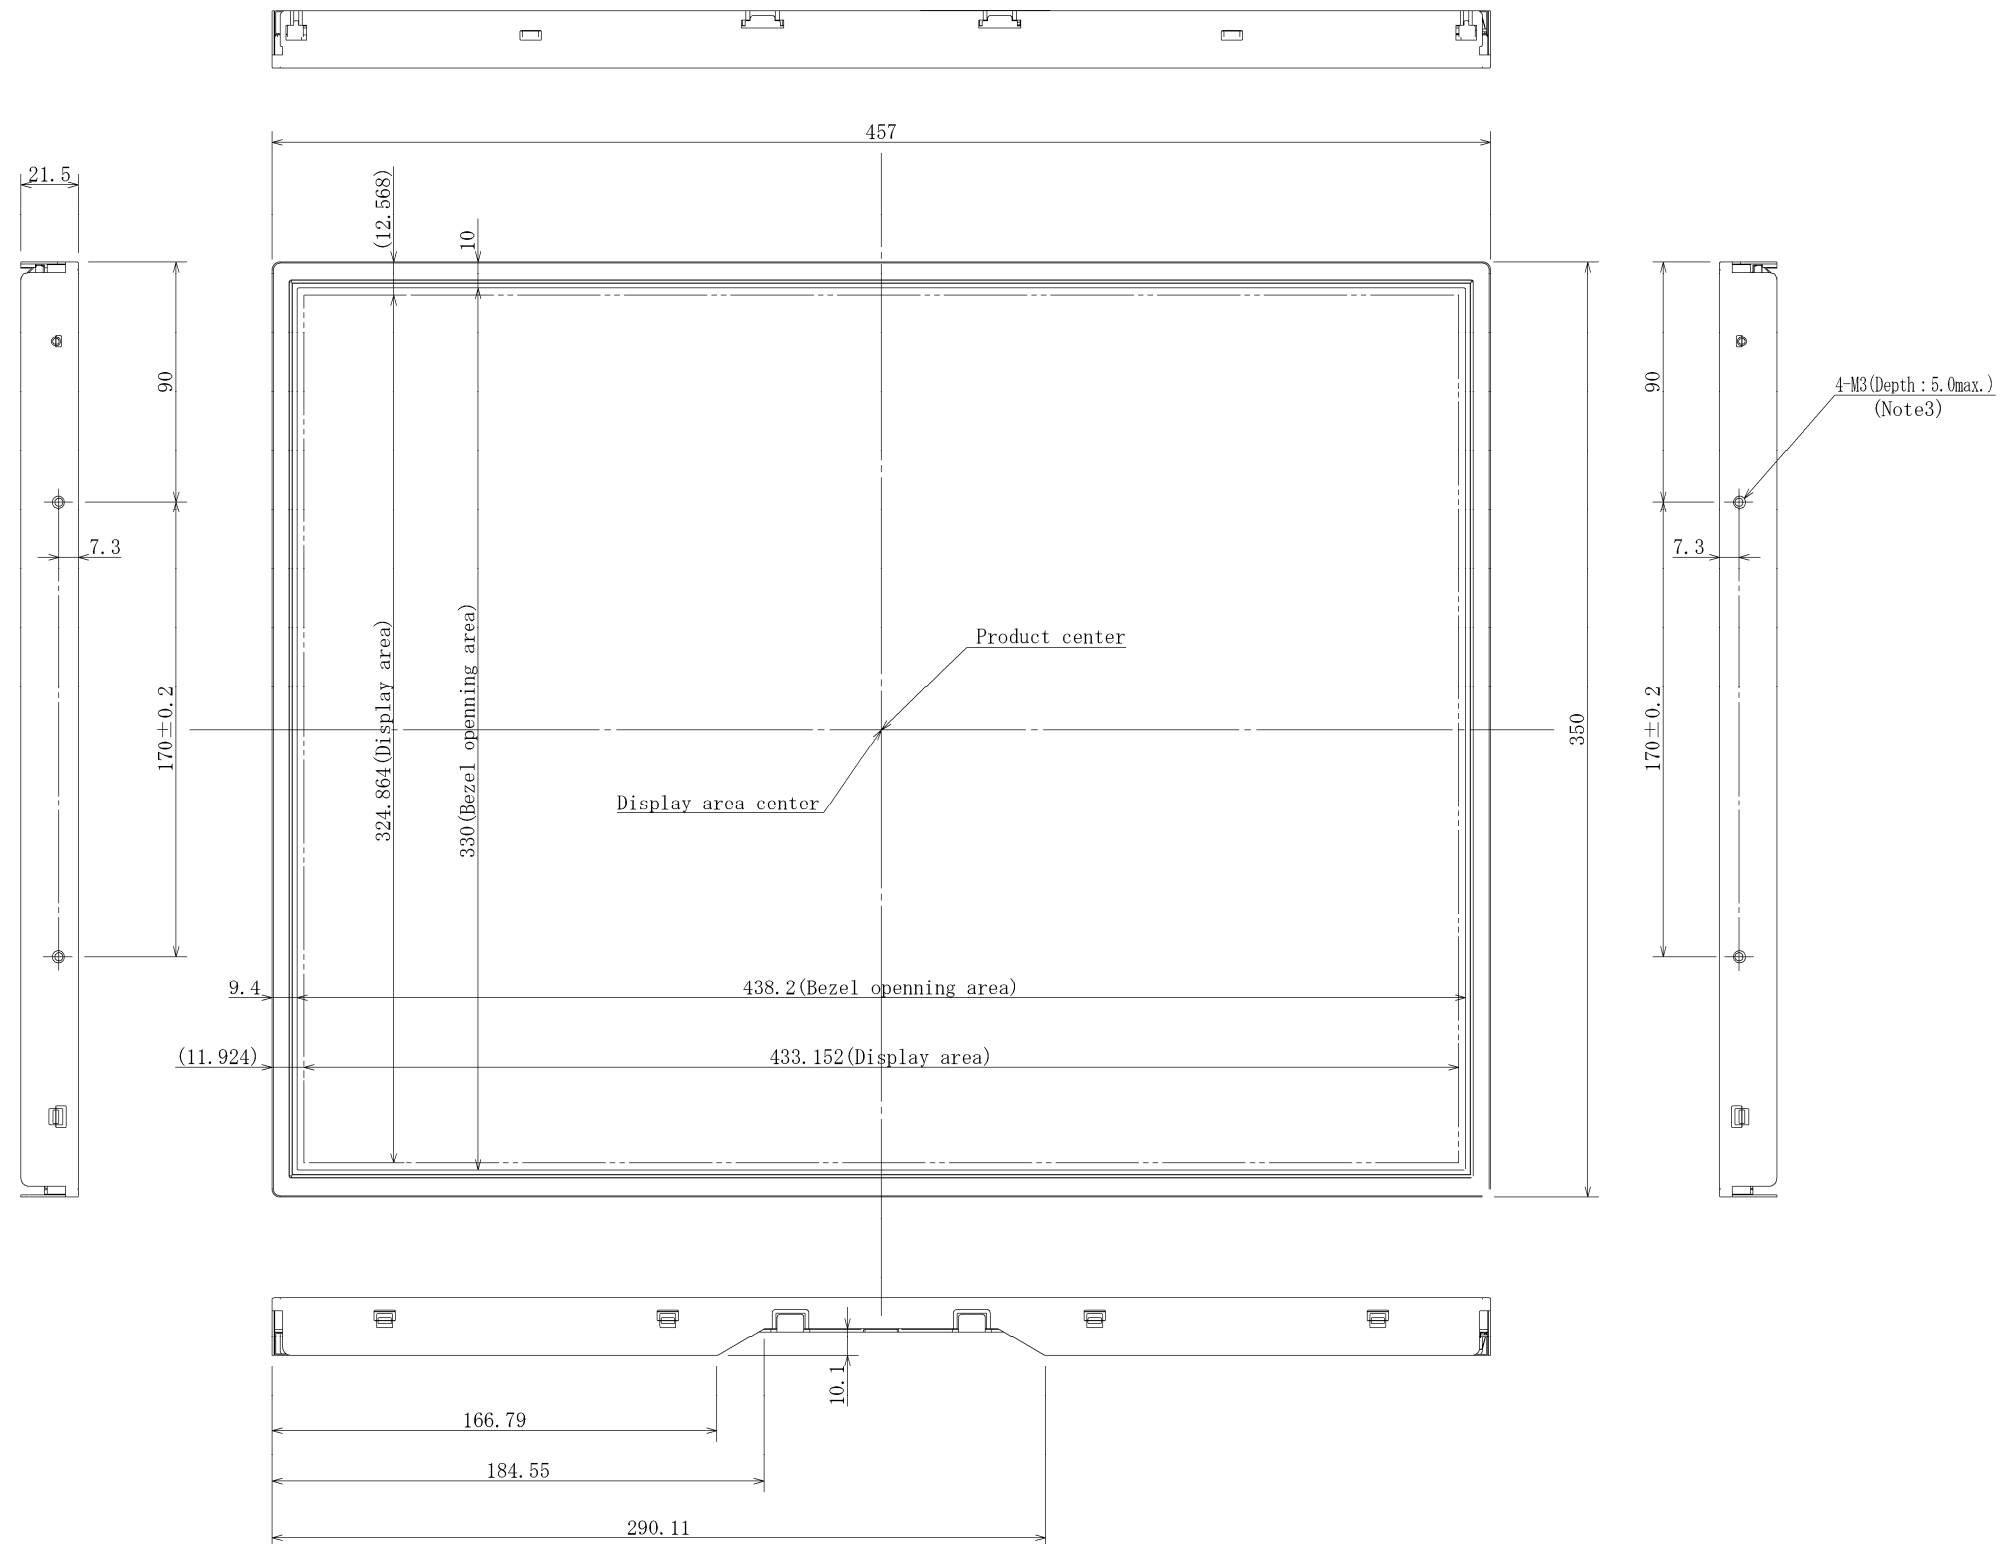 457
21.5
(12.568)
10
90
90
4-M3(Depth：5.0max.)
(Note3)
7.3
7.3
Product center
324.864(Display area)
330(Bezel openning area)
170±0.2
350
170±0.2
Display area center
9.4
438.2(Bezel openning area)
(11.924)
433.152(Display area)
10.1
166.79
184.55
290.11